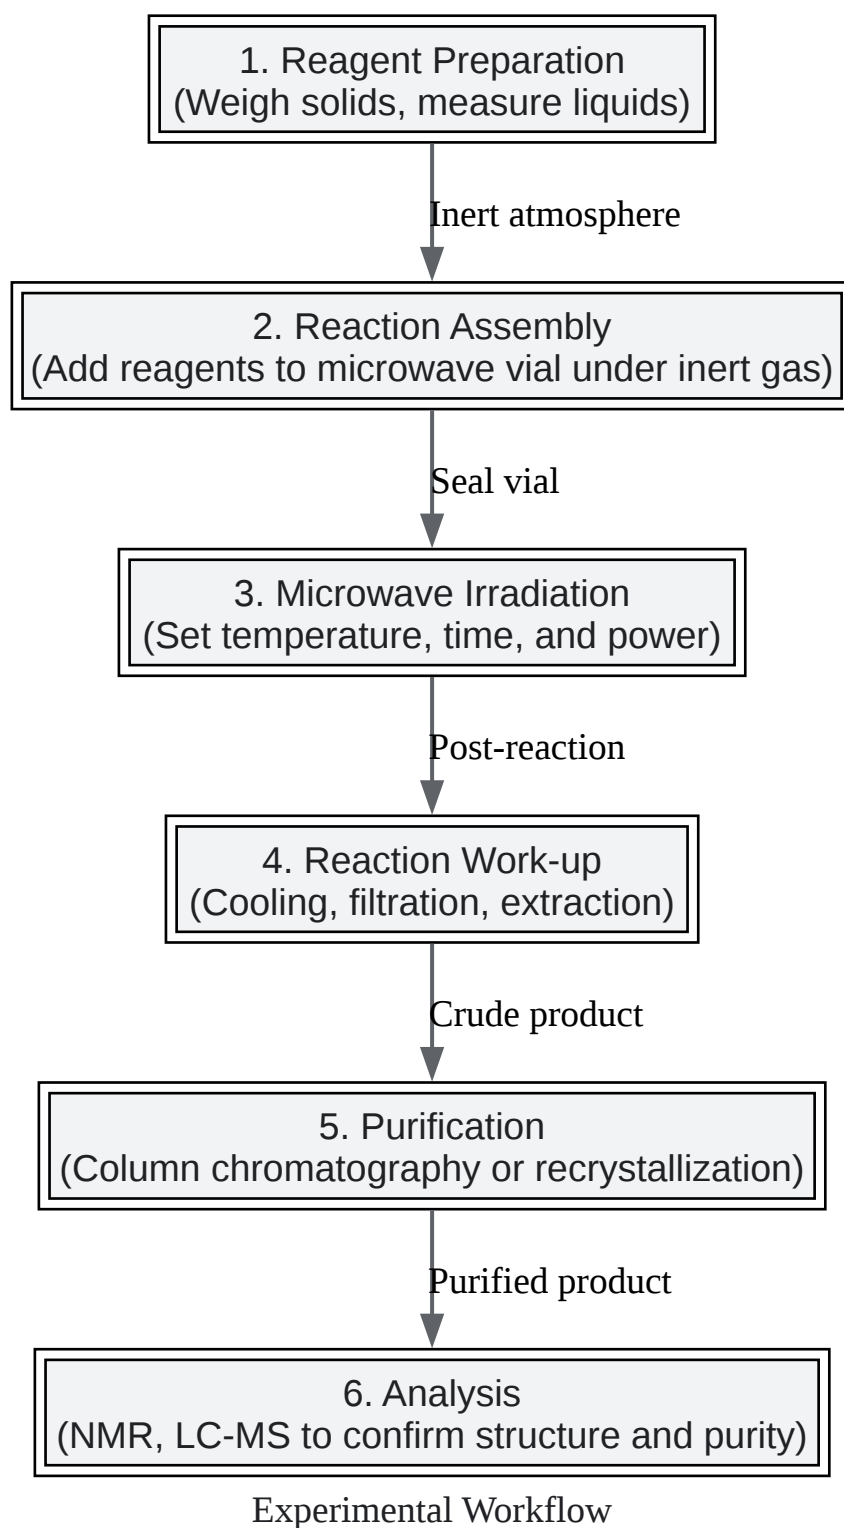 1. Reagent Preparation
(Weigh solids, measure liquids)
Inert atmosphere
2. Reaction Assembly
(Add reagents to microwave vial under inert gas)
Seal vial
3. Microwave Irradiation
(Set temperature, time, and power)
Post-reaction
4. Reaction Work-up
(Cooling, filtration, extraction)
Crude product
5. Purification
(Column chromatography or recrystallization)
Purified product
6. Analysis
(NMR, LC-MS to confirm structure and purity)
Experimental Workflow